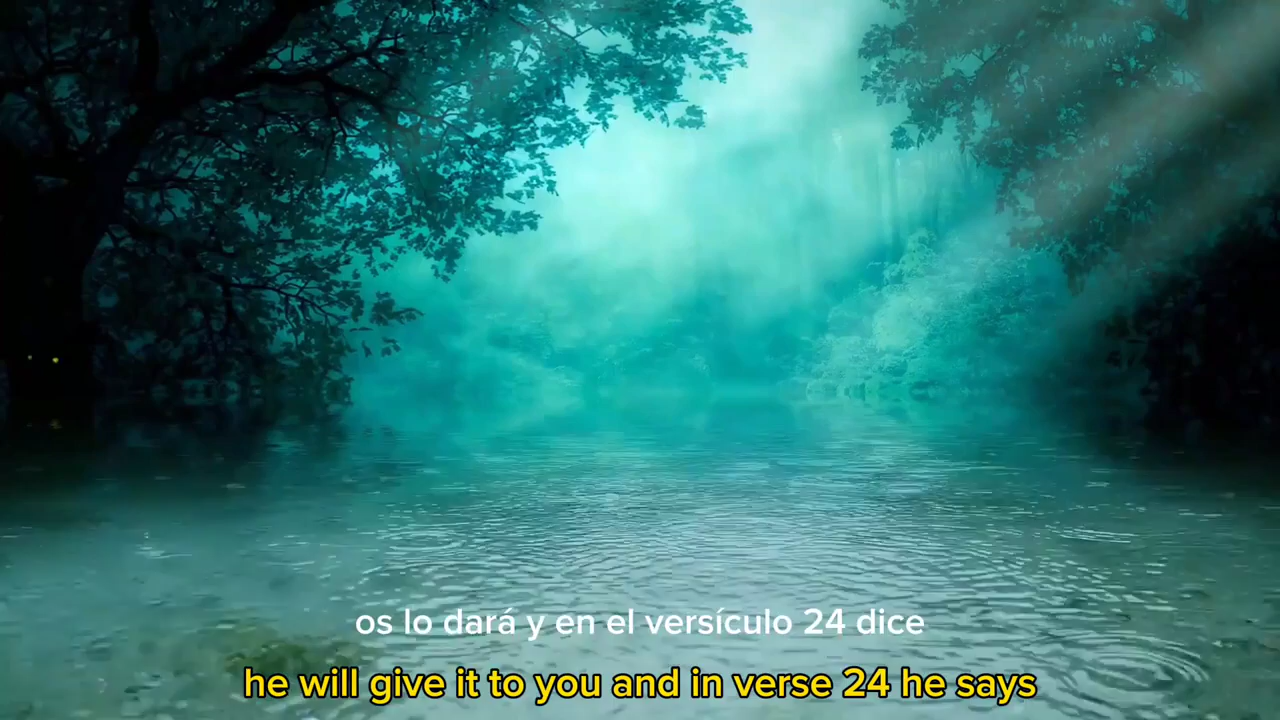 os lo dará y en el versículo 24 dice
he will give it to you and in verse 24 he says